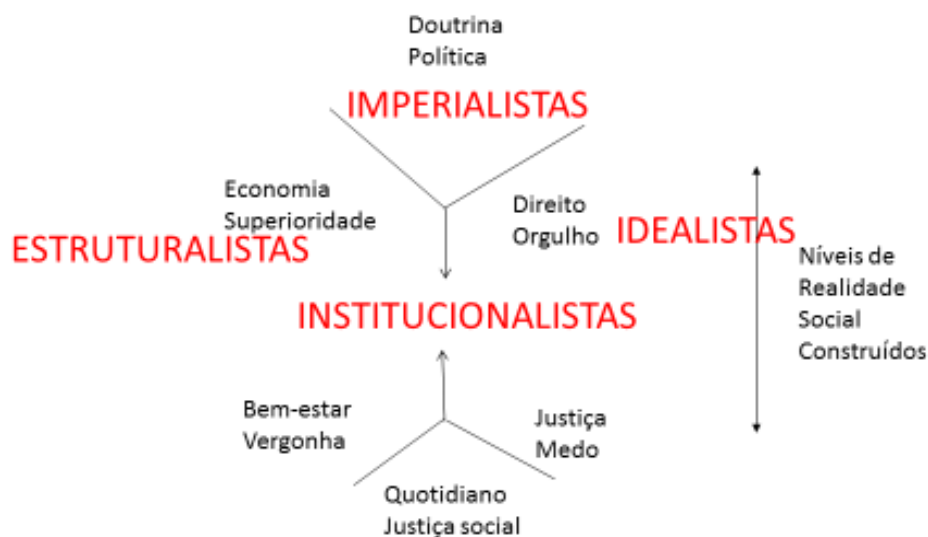 Doutrina
Política
IMPERIALISTAS
Economia
Superioridade
Direito
Orgulho
ESTRUTURALISTAS
IDEALISTAS
Níveis de
Realidade
Social
Construídos
INSTITUCIONALISTAS
Bem-estar
Vergonha
Justiça
Medo
Quotidiano
Justiça social